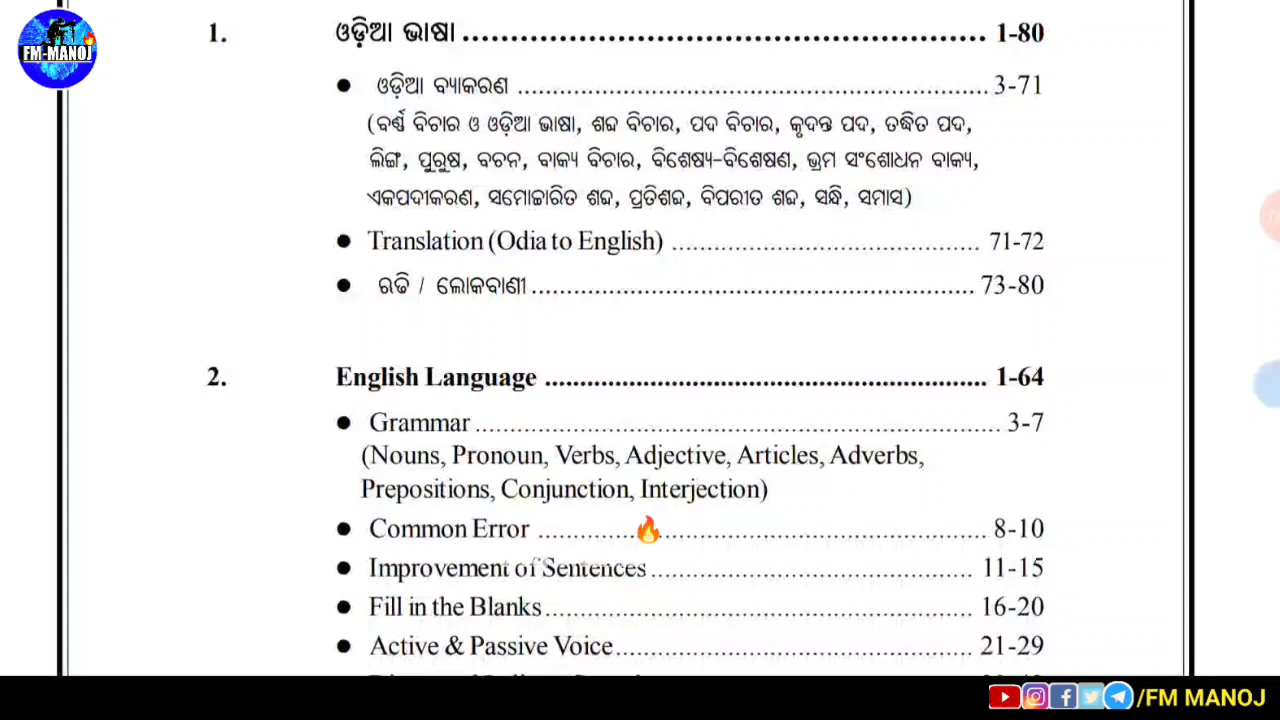 FM-MANOJ
1. ଓଡ଼ିଆ ଭାଷା ........................................................ 1-80
● ଓଡ଼ିଆ ବ୍ୟାକରଣ ........................................................ 3-71
(ବର୍ଣ୍ଣ ବିଚାର ଓ ଓଡ଼ିଆ ଭାଷା, ଶବ୍ଦ ବିଚାର, ପଦ ବିଚାର, କୃଦନ୍ତ ପଦ, ତଦ୍ଧିତ ପଦ,
ଲିଙ୍ଗ, ପୁରୁଷ, ବଚନ, ବାକ୍ୟ ବିଚାର, ବିଶେଷ୍ୟ-ବିଶେଷଣ, ଭ୍ରମ ସଂଶୋଧନ ବାକ୍ୟ,
ଏକପଦୀକରଣ, ସମୋଚ୍ଚାରିତ ଶବ୍ଦ, ପ୍ରତିଶବ୍ଦ, ବିପରୀତ ଶବ୍ଦ, ସନ୍ଧି, ସମାସ)
● Translation (Odia to English) ........................................................ 71-72
● ଋଢି / ଲୋକବାଣୀ ........................................................ 73-80
2. English Language ........................................................ 1-64
● Grammar ........................................................ 3-7
(Nouns, Pronoun, Verbs, Adjective, Articles, Adverbs,
Prepositions, Conjunction, Interjection)
● Common Error ........................................................ 8-10
● Improvement of Sentences ........................................................ 11-15
● Fill in the Blanks ........................................................ 16-20
● Active & Passive Voice ........................................................ 21-29
/FM MANOJ